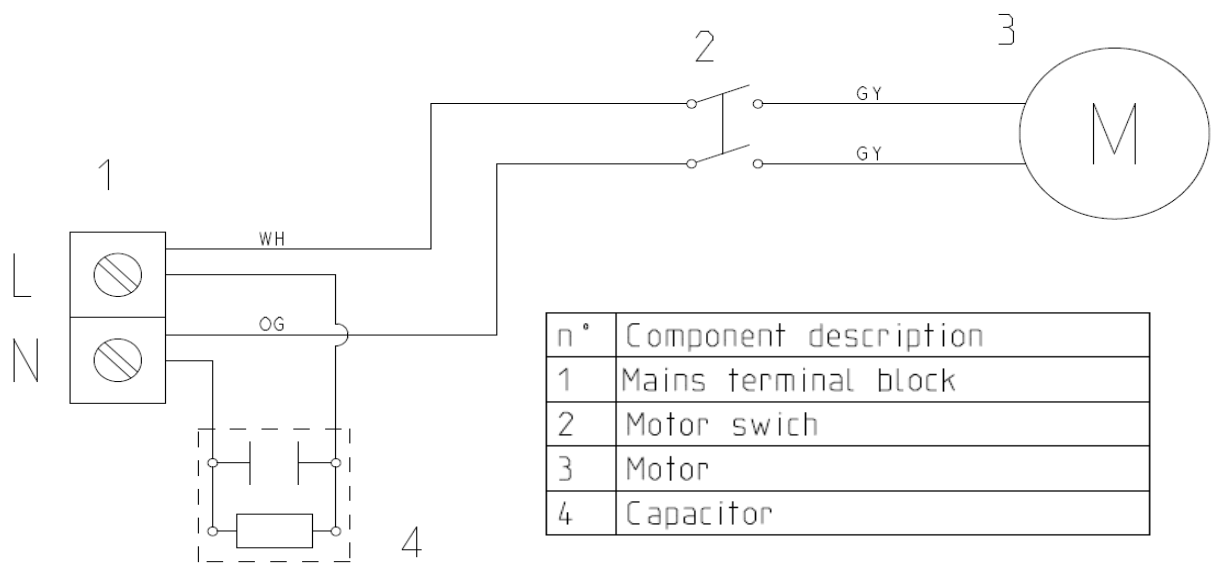 2
3
GY
M
GY
1
WH
L
OG
N
n° Component description
1 Mains terminal block
2 Motor swich
3 Motor
4 Capacitor
4